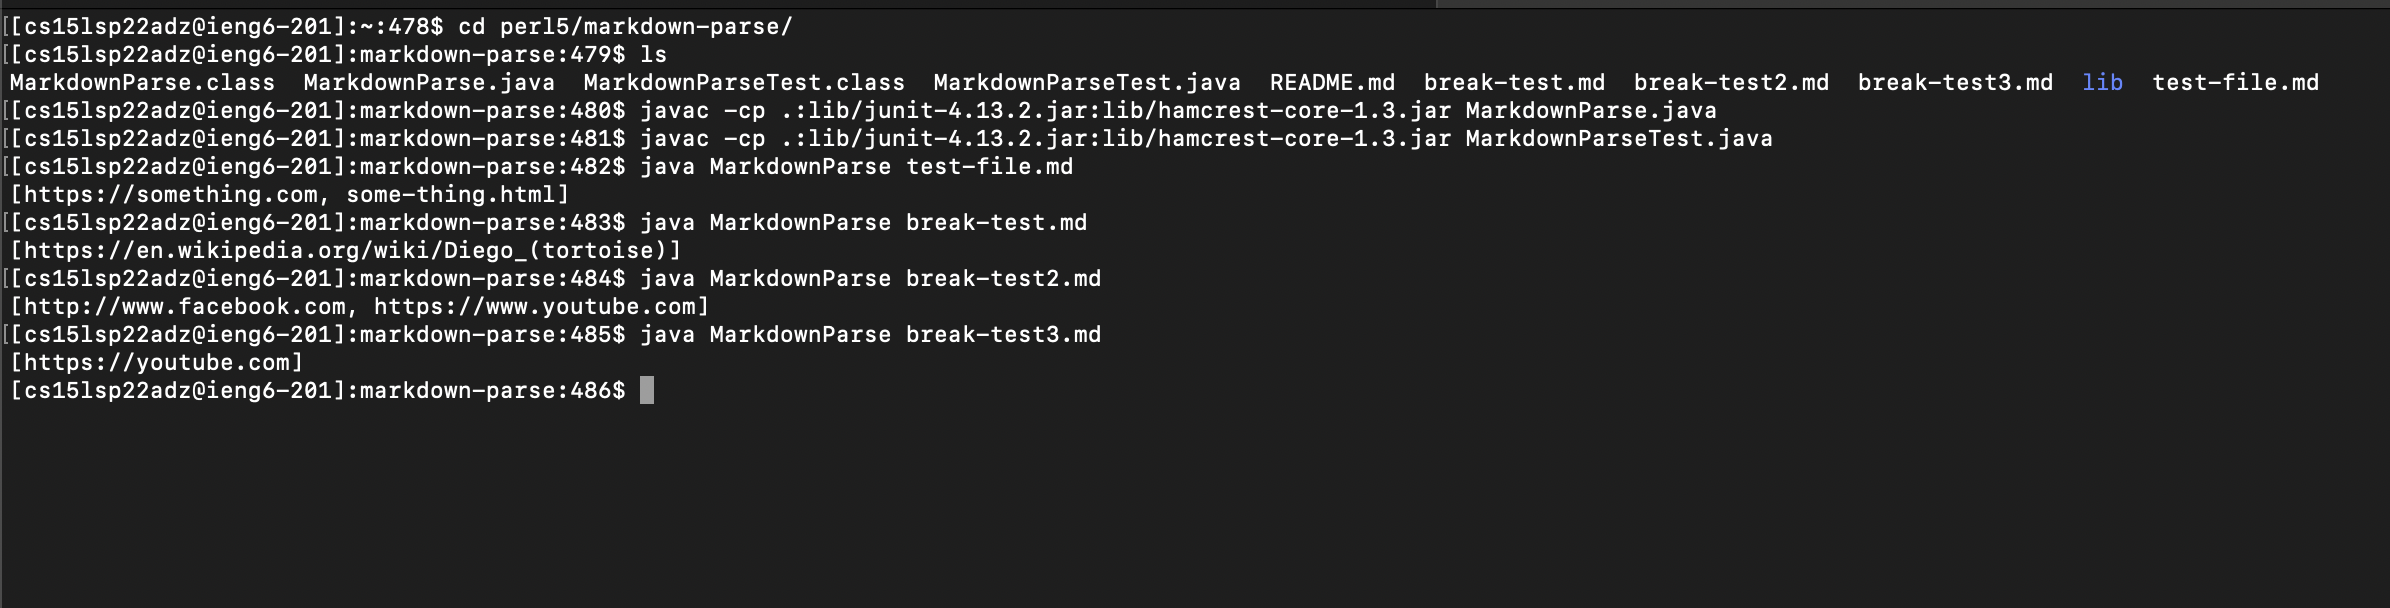 [[cs15lsp22adz@ieng6-201]:~:478$ cd perl5/markdown-parse/
[[cs15lsp22adz@ieng6-201]:markdown-parse:479$ ls
MarkdownParse.class  MarkdownParse.java  MarkdownParseTest.class  MarkdownParseTest.java  README.md  break-test.md  break-test2.md  break-test3.md  lib  test-file.md
[[cs15lsp22adz@ieng6-201]:markdown-parse:480$ javac -cp .:lib/junit-4.13.2.jar:lib/hamcrest-core-1.3.jar MarkdownParse.java
[[cs15lsp22adz@ieng6-201]:markdown-parse:481$ javac -cp .:lib/junit-4.13.2.jar:lib/hamcrest-core-1.3.jar MarkdownParseTest.java
[[cs15lsp22adz@ieng6-201]:markdown-parse:482$ java MarkdownParse test-file.md
[https://something.com, some-thing.html]
[[cs15lsp22adz@ieng6-201]:markdown-parse:483$ java MarkdownParse break-test.md
[https://en.wikipedia.org/wiki/Diego_(tortoise)]
[[cs15lsp22adz@ieng6-201]:markdown-parse:484$ java MarkdownParse break-test2.md
[http://www.facebook.com, https://www.youtube.com]
[[cs15lsp22adz@ieng6-201]:markdown-parse:485$ java MarkdownParse break-test3.md
[https://youtube.com]
[cs15lsp22adz@ieng6-201]:markdown-parse:486$